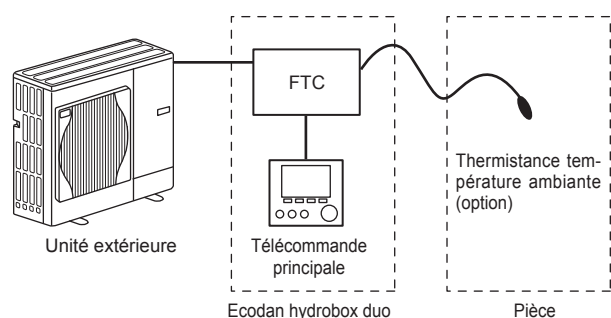 FTC
Thermistance tem-
pérature ambiante
(option)
Unité extérieure
Télécommande
principale
Ecodan hydrobox duo
Pièce